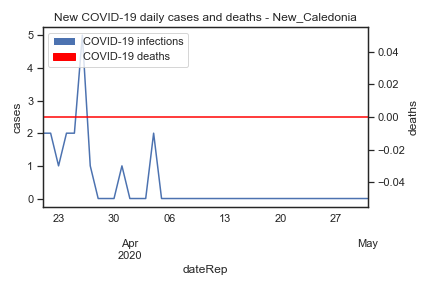 New COVID-19 daily cases and deaths - New_Caledonia
COVID-19 infections
COVID-19 deaths
cases
5
4
3
2
1
0
deaths
0.04
0.02
0.00
−0.02
−0.04
23 30 06 13 20 27
Apr May
2020
dateRep